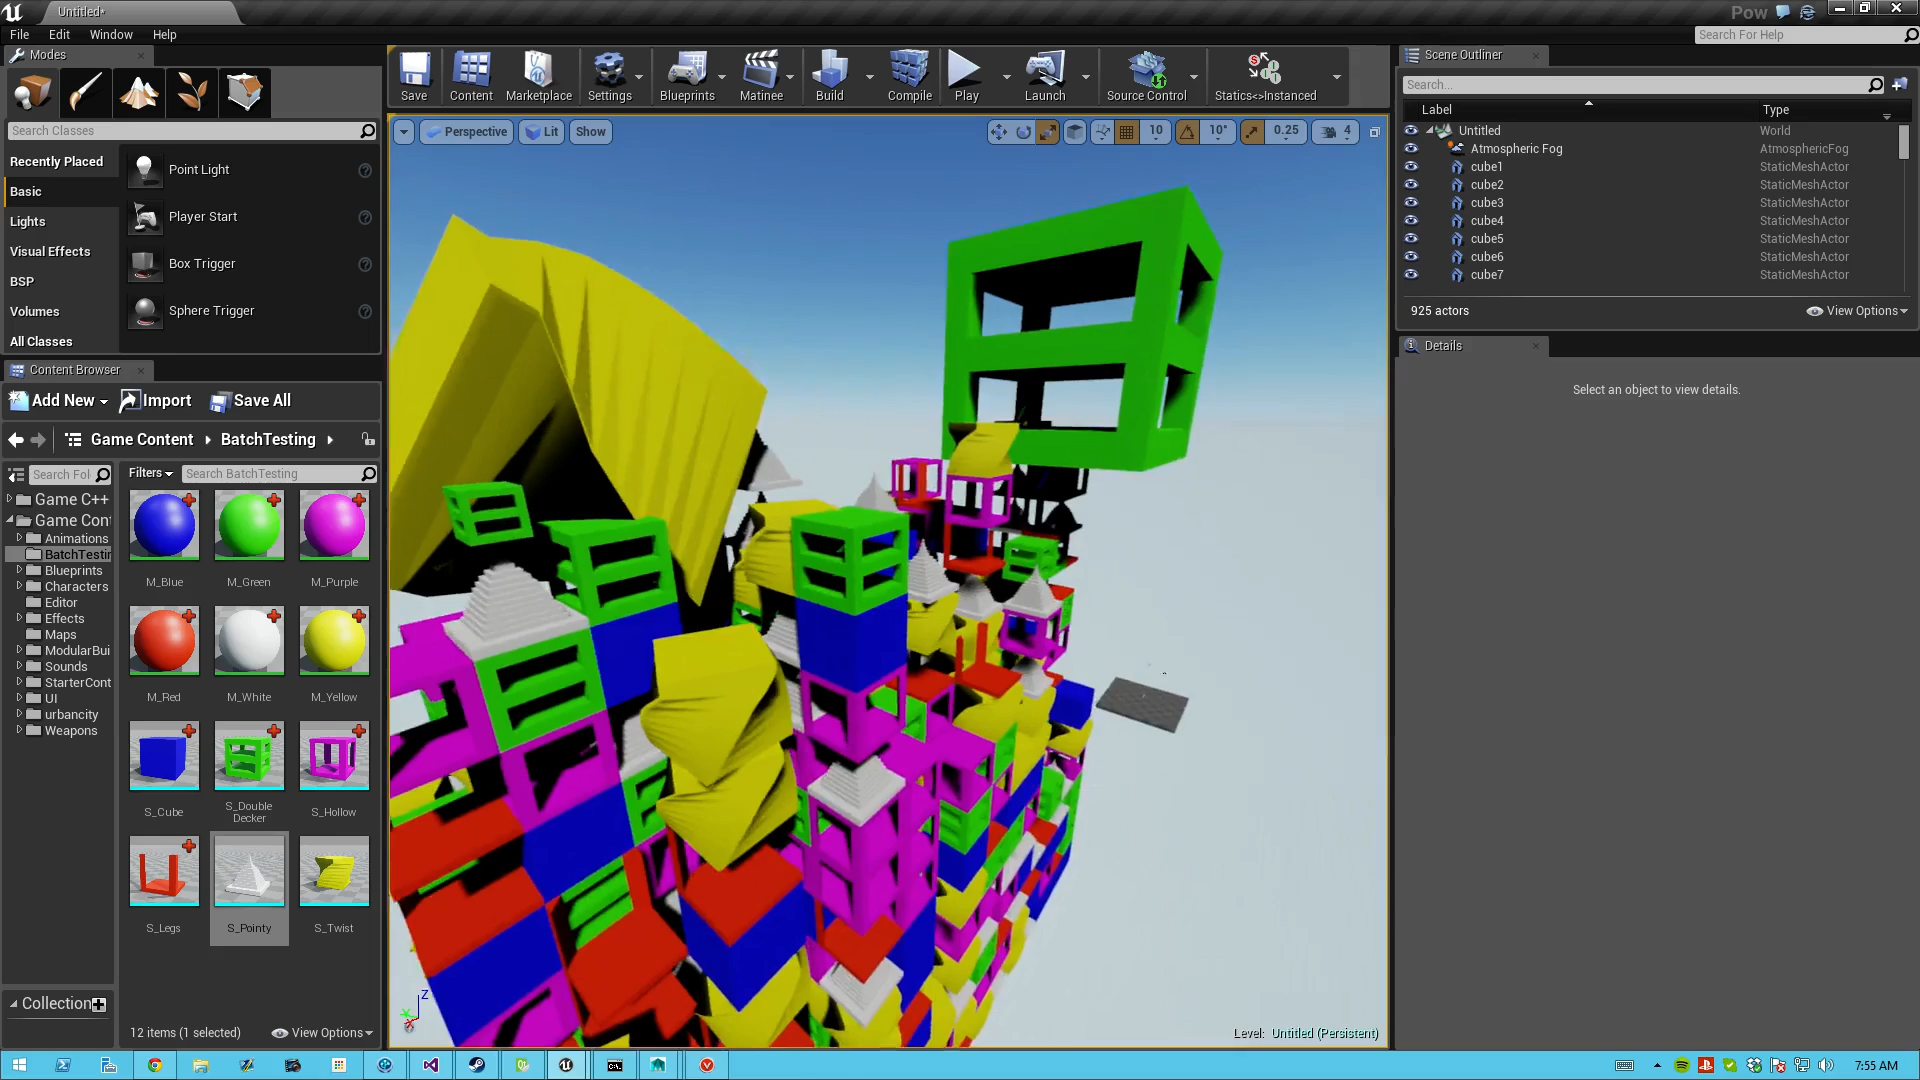 Untitled*
Pow
File Edit Window Help
Search For Help
Modes
Search Classes
Recently Placed
Basic
Lights
Visual Effects
BSP
Volumes
All Classes
Point Light
Player Start
Box Trigger
Sphere Trigger
Save
Content
Marketplace
Settings
Blueprints
Matinee
Build
Compile
Play
Launch
Source Control
Statics<>Instanced
Perspective
Lit
Show
10
10°
0.25
4
Scene Outliner
Search...
Label Type
Untitled World
Atmospheric Fog AtmosphericFog
cube1 StaticMeshActor
cube2 StaticMeshActor
cube3 StaticMeshActor
cube4 StaticMeshActor
cube5 StaticMeshActor
cube6 StaticMeshActor
cube7 StaticMeshActor
925 actors
View Options
Details
Select an object to view details.
Content Browser
Add New
Import
Save All
Game Content
BatchTesting
Search Fol
Filters
Search BatchTesting
Game C++
Game Cont
Animations
BatchTestin
Blueprints
Characters
Editor
Effects
Maps
ModularBui
Sounds
StarterCont
UI
urbancity
Weapons
M_Blue
M_Green
M_Purple
M_Red
M_White
M_Yellow
S_Cube
S_Double
Decker
S_Hollow
S_Legs
S_Pointy
S_Twist
Collection
12 items (1 selected)
View Options
Z
Level: Untitled (Persistent)
7:55 AM